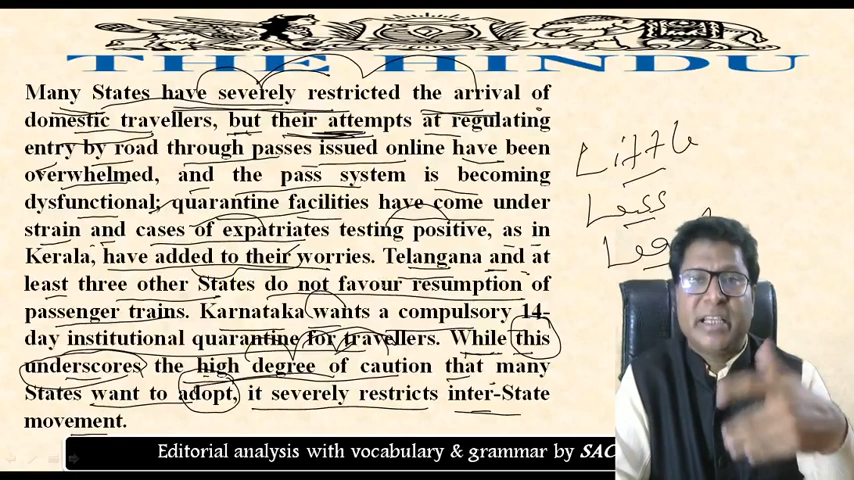 THE HINDU
Many States have severely restricted the arrival of
domestic travellers, but their attempts at regulating
entry by road through passes issued online have been
overwhelmed, and the pass system is becoming
dysfunctional; quarantine facilities have come under
strain and cases of expatriates testing positive, as in
Kerala, have added to their worries. Telangana and at
least three other States do not favour resumption of
passenger trains. Karnataka wants a compulsory 14-
day institutional quarantine for travellers. While this
underscores the high degree of caution that many
States want to adopt, it severely restricts inter-State
movement.
Little
Less
Editorial analysis with vocabulary & grammar by SAC